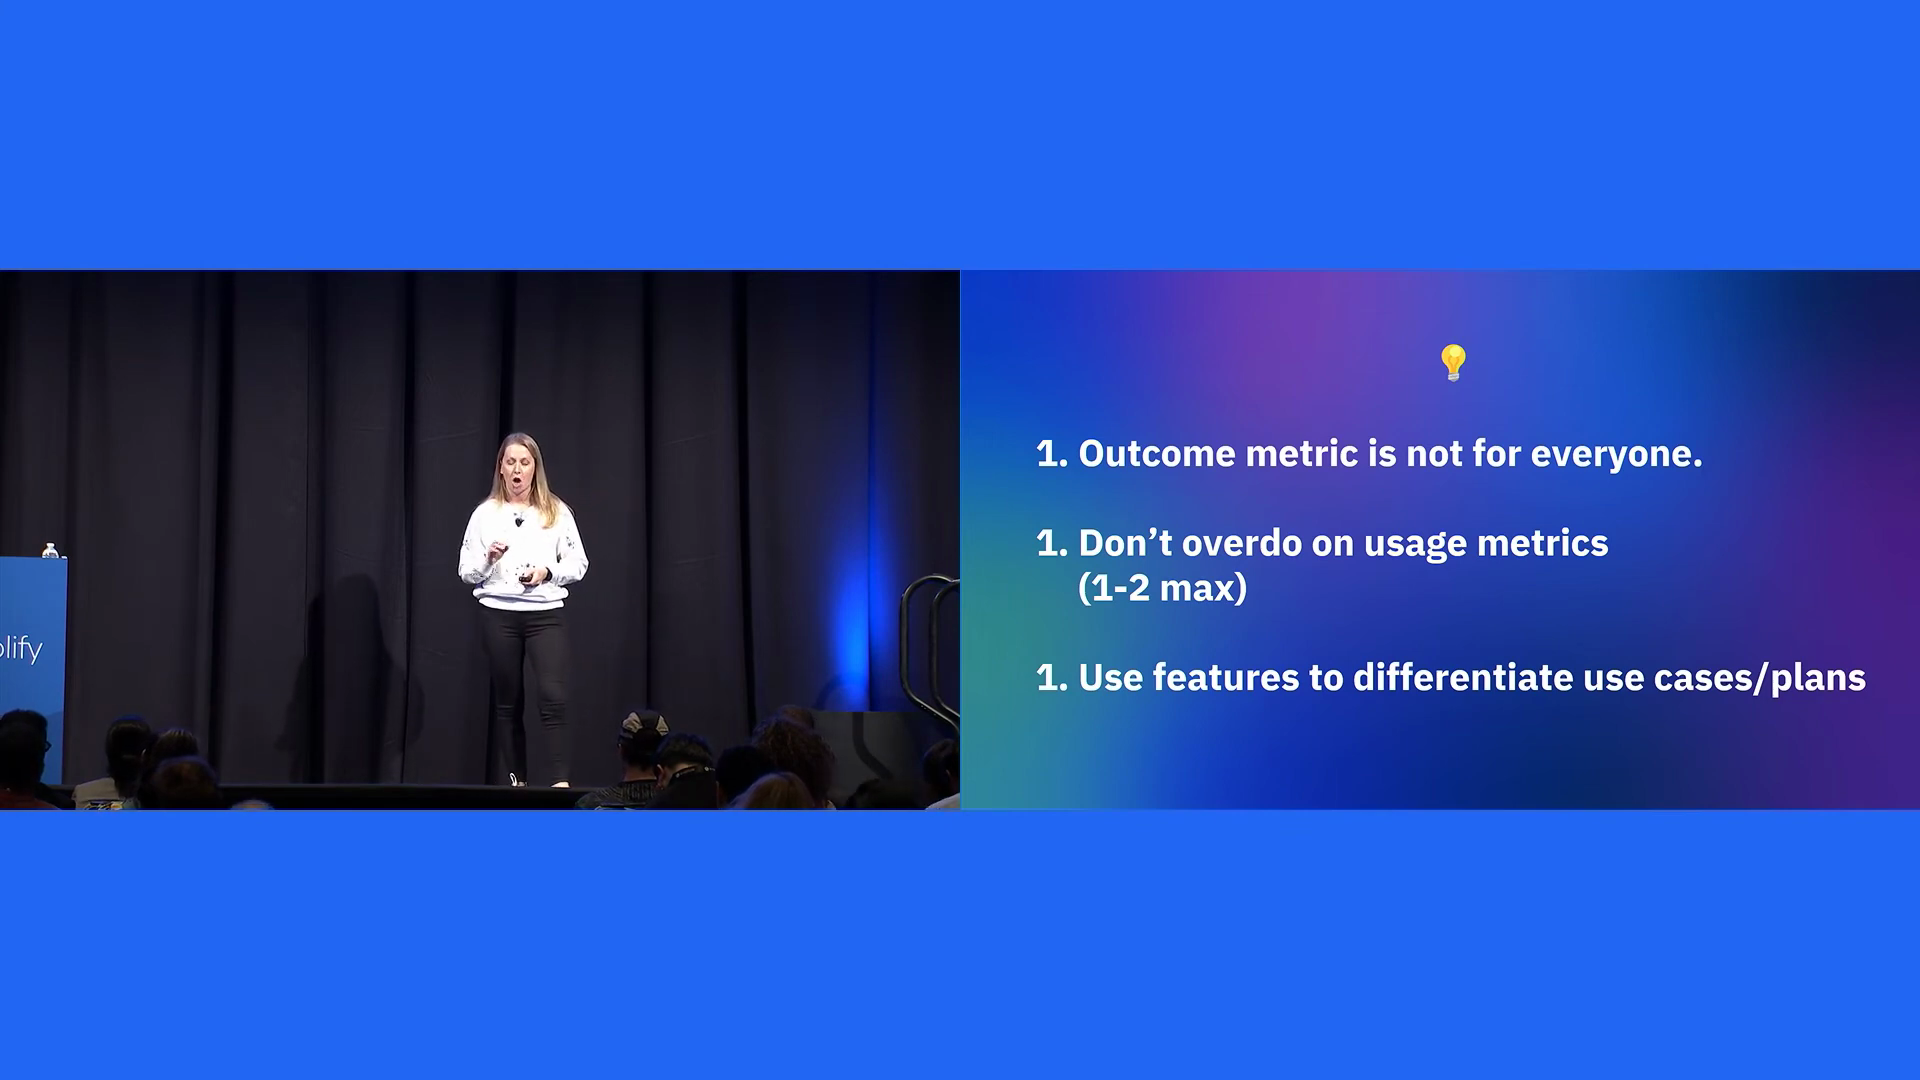 plify
1. Outcome metric is not for everyone.
1. Don’t overdo on usage metrics
(1-2 max)
1. Use features to differentiate use cases/plans